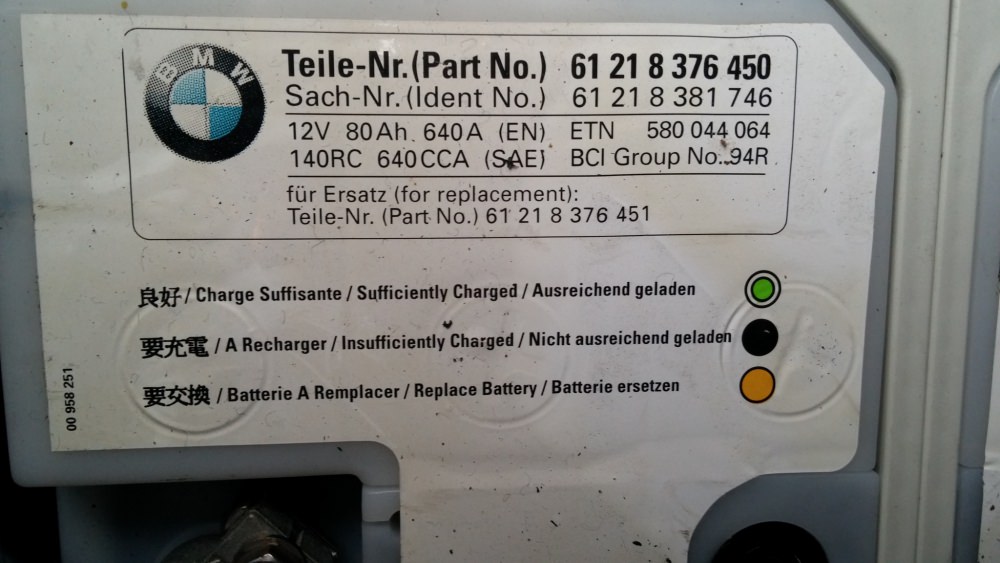 BMW
Teile-Nr.(Part No.) 61 21 8 376 450
Sach-Nr.(Ident No.) 61 21 8 381 746
12V 80Ah 640A (EN) ETN 580 044 064
140RC 640CCA (SAE) BCI Group No.:94R
für Ersatz (for replacement):
Teile-Nr. (Part No.) 61 21 8 376 451
良好 / Charge Suffisante / Sufficiently Charged / Ausreichend geladen
要充電 / A Recharger / Insufficiently Charged / Nicht ausreichend geladen
要交換 / Batterie A Remplacer / Replace Battery / Batterie ersetzen
00 958 251